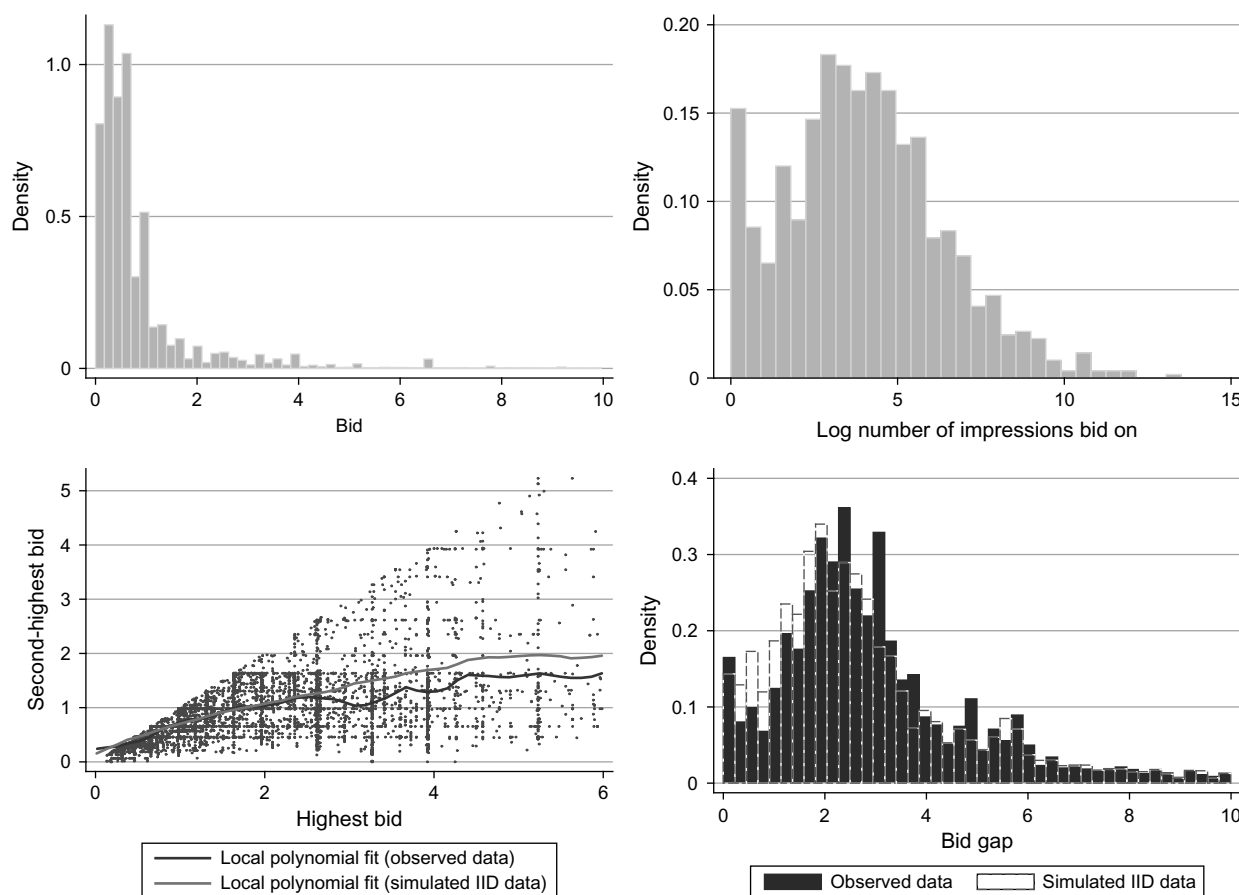 Density
1.0
0.5
0
0 2 4 6 8 10
Bid
Density
0.20
0.15
0.10
0.05
0
0 5 10 15
Log number of impressions bid on
Second-highest bid
5
4
3
2
1
0
0 2 4 6
Highest bid
Local polynomial fit (observed data)
Local polynomial fit (simulated IID data)
Density
0.4
0.3
0.2
0.1
0
0 2 4 6 8 10
Bid gap
Observed data Simulated IID data